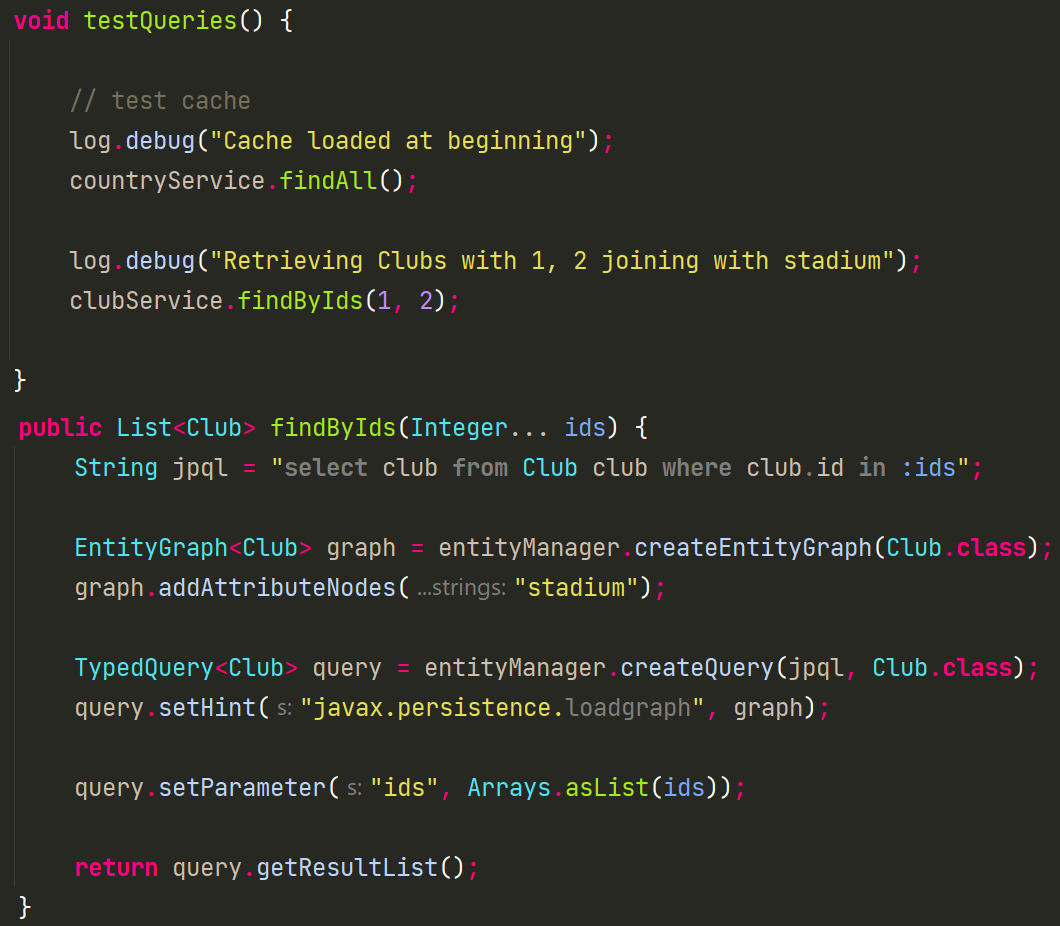 void testQueries() {
// test cache
log.debug("Cache loaded at beginning");
countryService.findAll();
log.debug("Retrieving Clubs with 1, 2 joining with stadium");
clubService.findByIds(1, 2);
}
public List<Club> findByIds(Integer... ids) {
String jpql = "select club from Club club where club.id in :ids";
EntityGraph<Club> graph = entityManager.createEntityGraph(Club.class);
graph.addAttributeNodes( ...strings: "stadium");
TypedQuery<Club> query = entityManager.createQuery(jpql, Club.class);
query.setHint( s: "javax.persistence.loadgraph", graph);
query.setParameter( s: "ids", Arrays.asList(ids));
return query.getResultList();
}